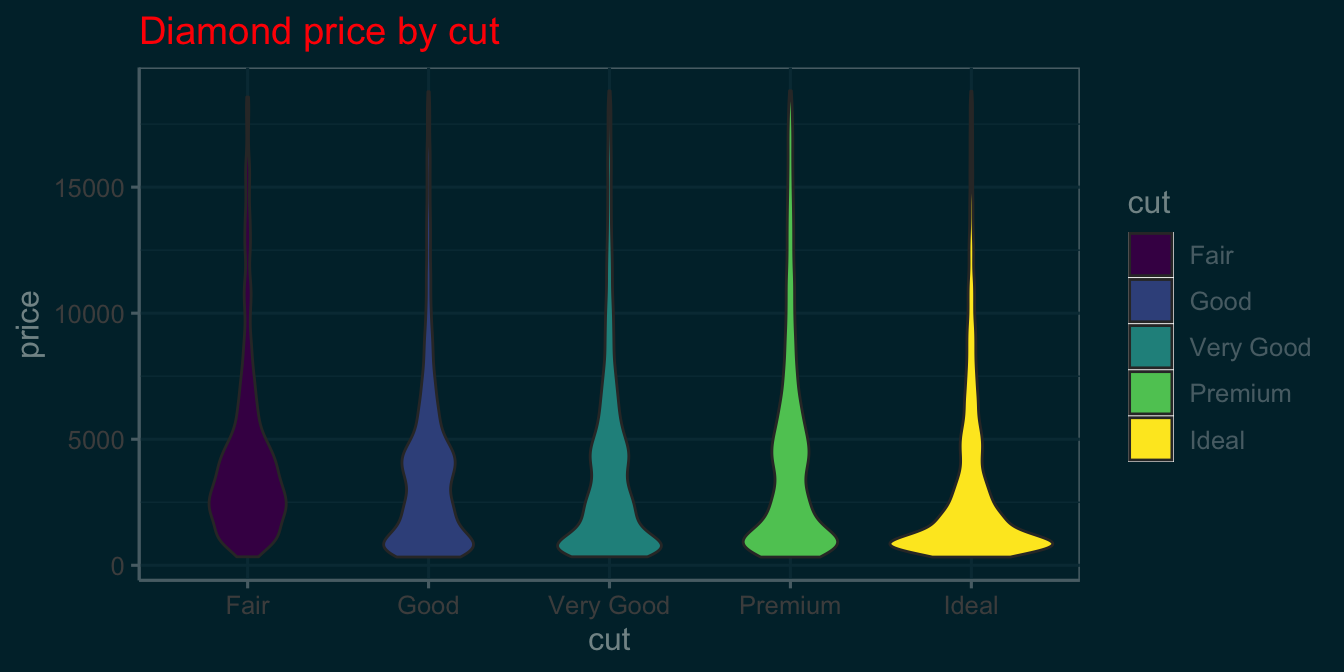 Diamond price by cut
price
15000
10000
5000
0
Fair Good Very Good Premium Ideal
cut
cut
Fair
Good
Very Good
Premium
Ideal